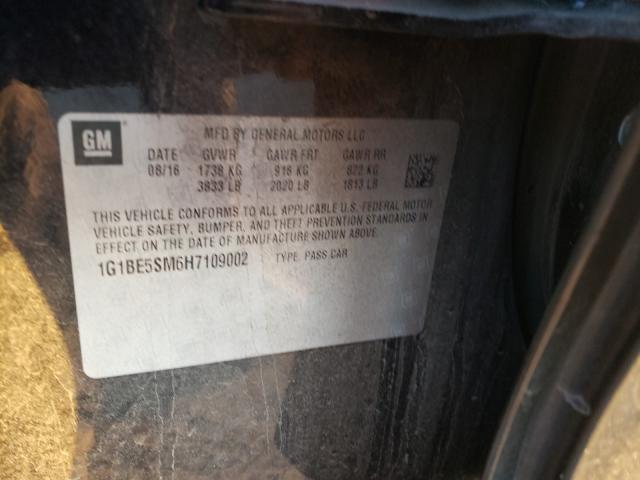 GM
MFD BY GENERAL MOTORS LLC
DATE GVWR GAWR FRT GAWR RR
08/16 1738 KG 916 KG 822 KG
3833 LB 2020 LB 1813 LB
THIS VEHICLE CONFORMS TO ALL APPLICABLE U.S. FEDERAL MOTOR
VEHICLE SAFETY, BUMPER, AND THEFT PREVENTION STANDARDS IN
EFFECT ON THE DATE OF MANUFACTURE SHOWN ABOVE.
1G1BE5SM6H7109002 TYPE: PASS CAR